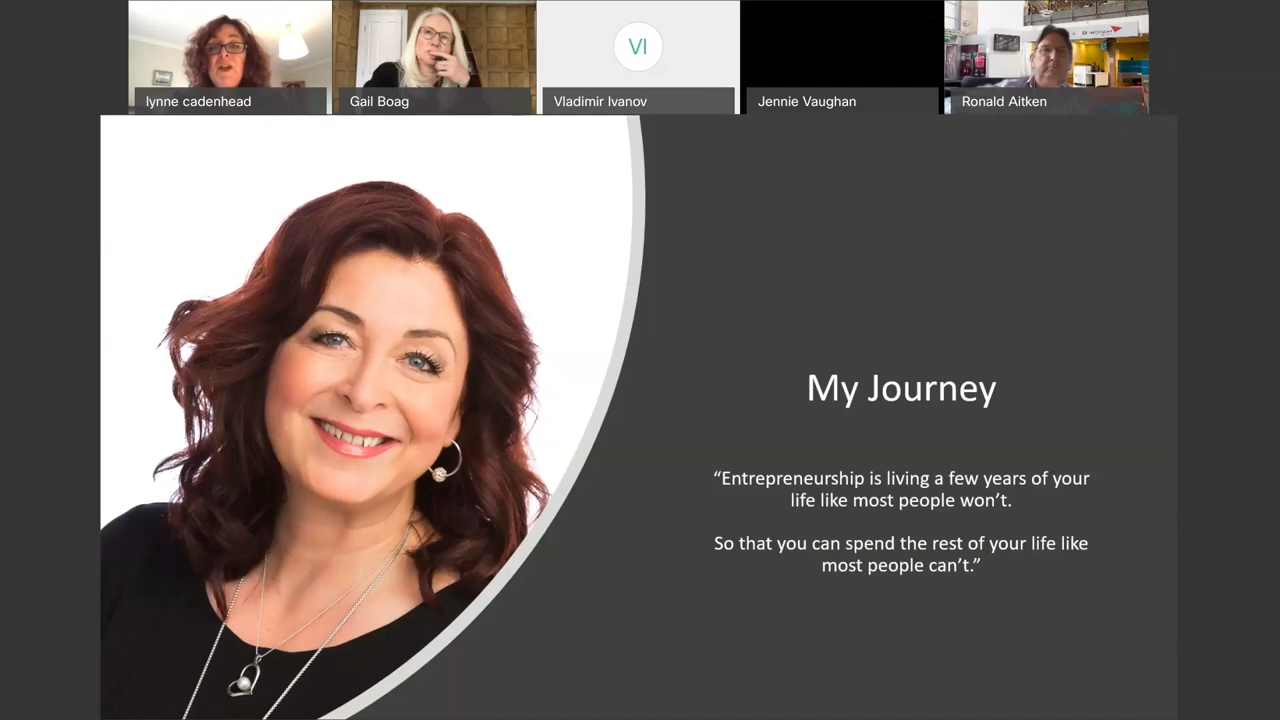 VI
lynne cadenhead
Gail Boag
Vladimir Ivanov
Jennie Vaughan
Ronald Aitken
My Journey
“Entrepreneurship is living a few years of your
life like most people won’t.
So that you can spend the rest of your life like
most people can’t.”